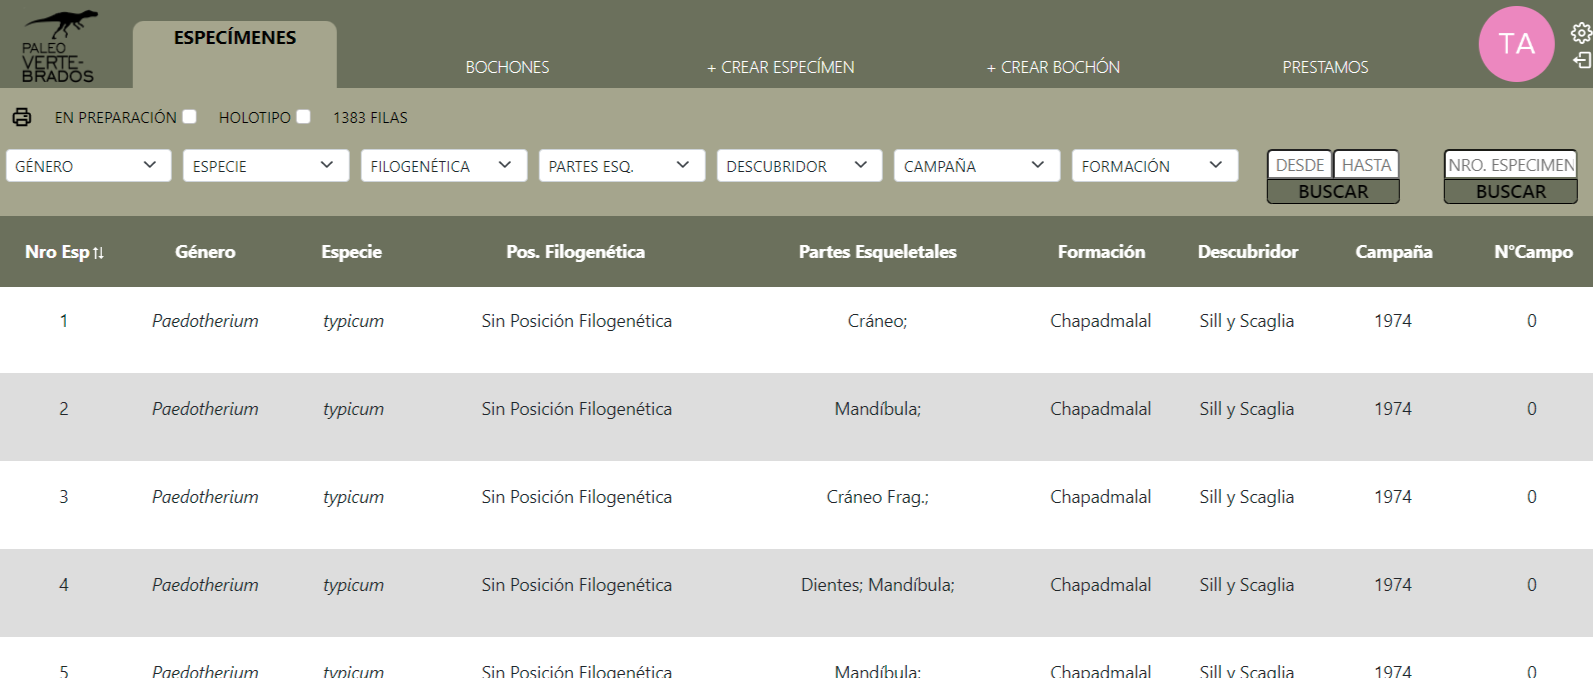 PALEO
VERTE-
BRADOS
ESPECÍMENES
BOCHONES
+ CREAR ESPECÍMEN
+ CREAR BOCHÓN
PRESTAMOS
TA
EN PREPARACIÓN HOLOTIPO 1383 FILAS
GÉNERO ESPECIE FILOGENÉTICA PARTES ESQ. DESCUBRIDOR CAMPAÑA FORMACIÓN DESDE HASTA NRO. ESPECIMEN
BUSCAR BUSCAR
Nro Esp Género Especie Pos. Filogenética Partes Esqueletales Formación Descubridor Campaña N°Campo
1 Paedotherium typicum Sin Posición Filogenética Cráneo; Chapadmalal Sill y Scaglia 1974 0
2 Paedotherium typicum Sin Posición Filogenética Mandíbula; Chapadmalal Sill y Scaglia 1974 0
3 Paedotherium typicum Sin Posición Filogenética Cráneo Frag.; Chapadmalal Sill y Scaglia 1974 0
4 Paedotherium typicum Sin Posición Filogenética Dientes; Mandíbula; Chapadmalal Sill y Scaglia 1974 0
5 Paedotherium typicum Sin Posición Filogenética Mandíbula; Chapadmalal Sill y Scaglia 1974 0